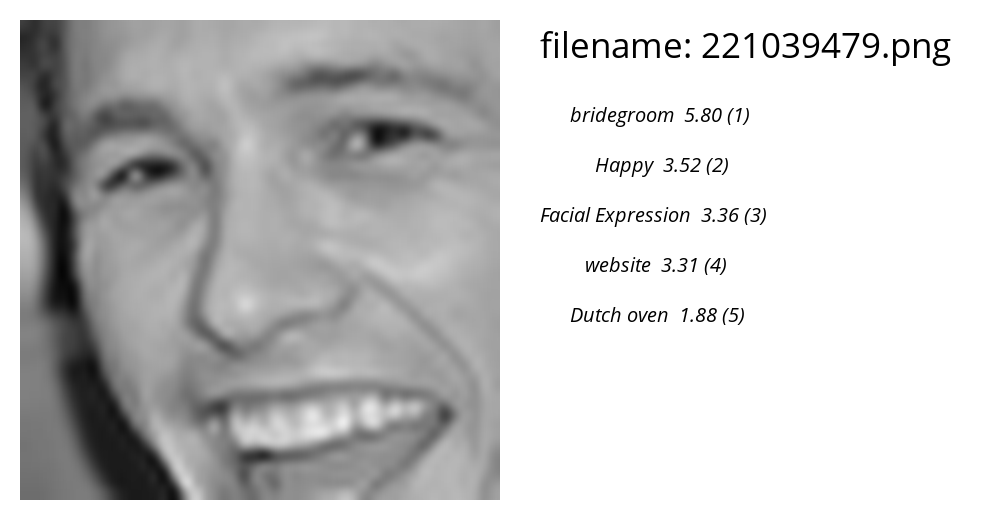 filename: 221039479.png
bridegroom 5.80 (1)
Happy 3.52 (2)
Facial Expression 3.36 (3)
website 3.31 (4)
Dutch oven 1.88 (5)